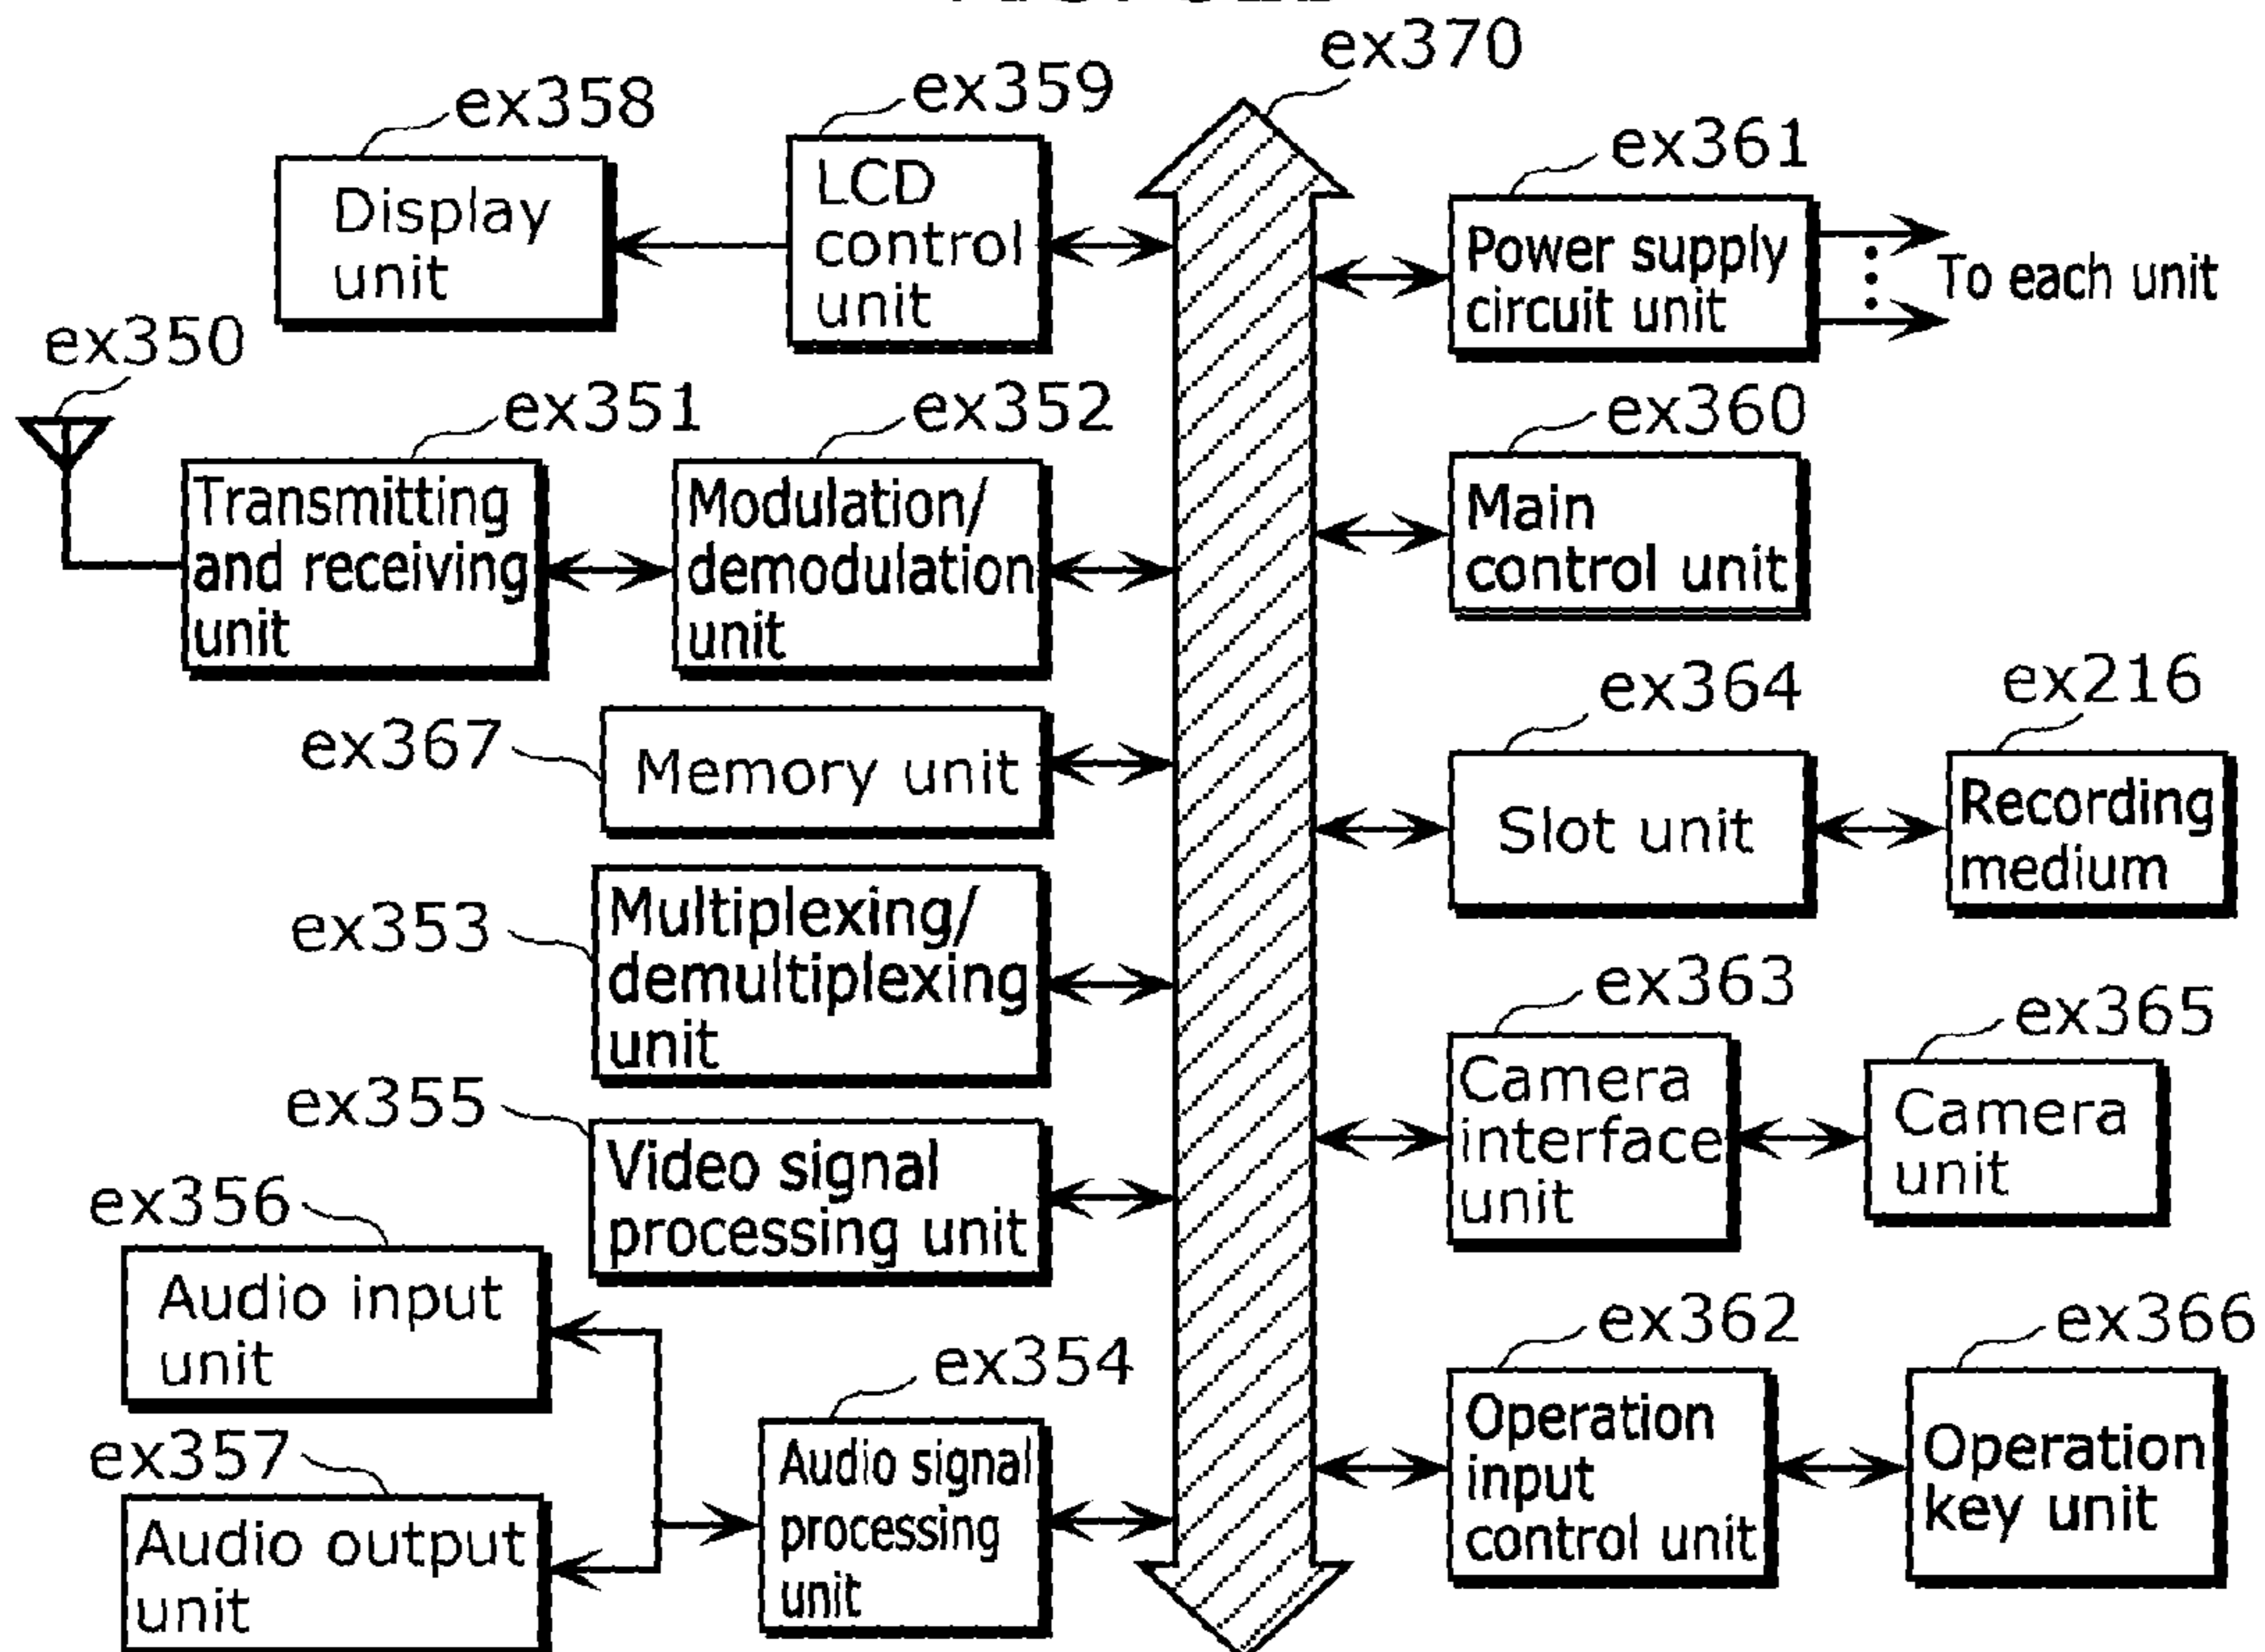 ex370
ex358
ex359
ex361
Display
unit
LCD
control
unit
Power supply
circuit unit
To each unit
ex350
ex351
ex352
ex360
Transmitting
and receiving
unit
Modulation/
demodulation
unit
Main
control unit
ex367
Memory unit
ex364
ex216
Slot unit
Recording
medium
ex353
Multiplexing/
demultiplexing
unit
ex363
ex365
Camera
interface
unit
Camera
unit
ex355
Video signal
processing unit
ex356
Audio input
unit
ex354
ex362
ex366
ex357
Audio output
unit
Audio signal
processing
unit
Operation
input
control unit
Operation
key unit